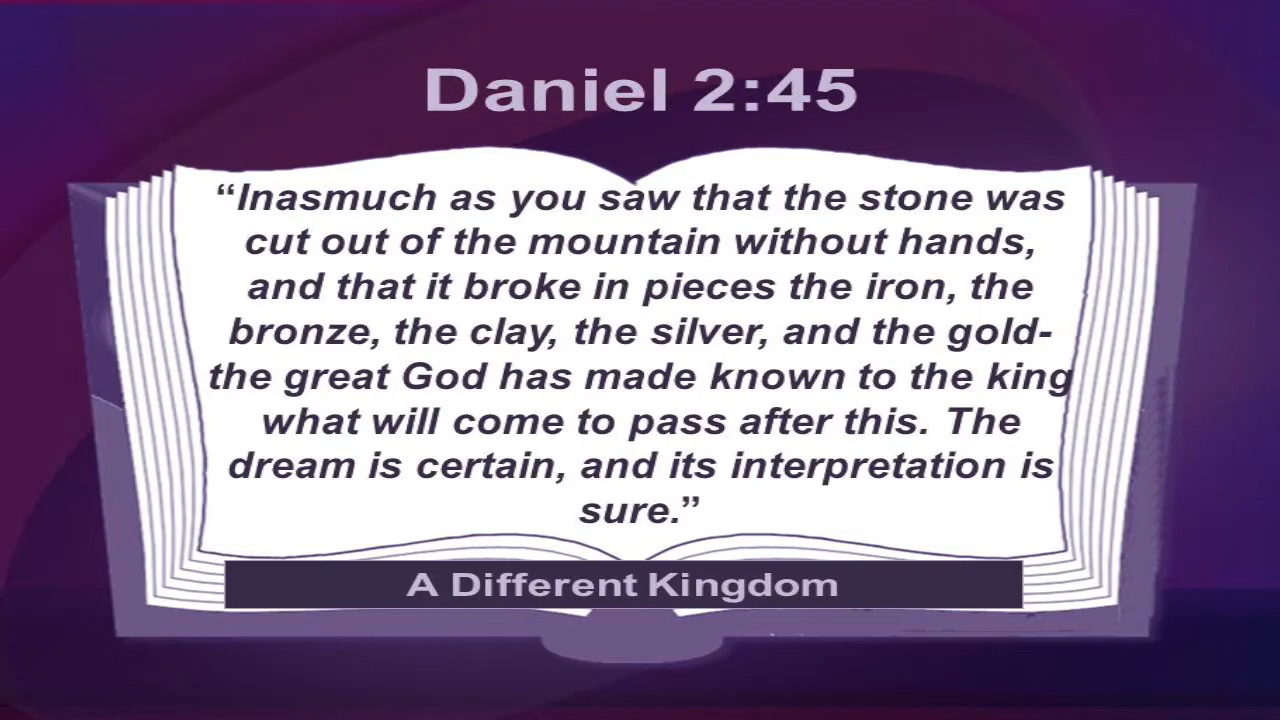 Daniel 2:45
“Inasmuch as you saw that the stone was
cut out of the mountain without hands,
and that it broke in pieces the iron, the
bronze, the clay, the silver, and the gold-
the great God has made known to the king
what will come to pass after this. The
dream is certain, and its interpretation is
sure.”
A Different Kingdom